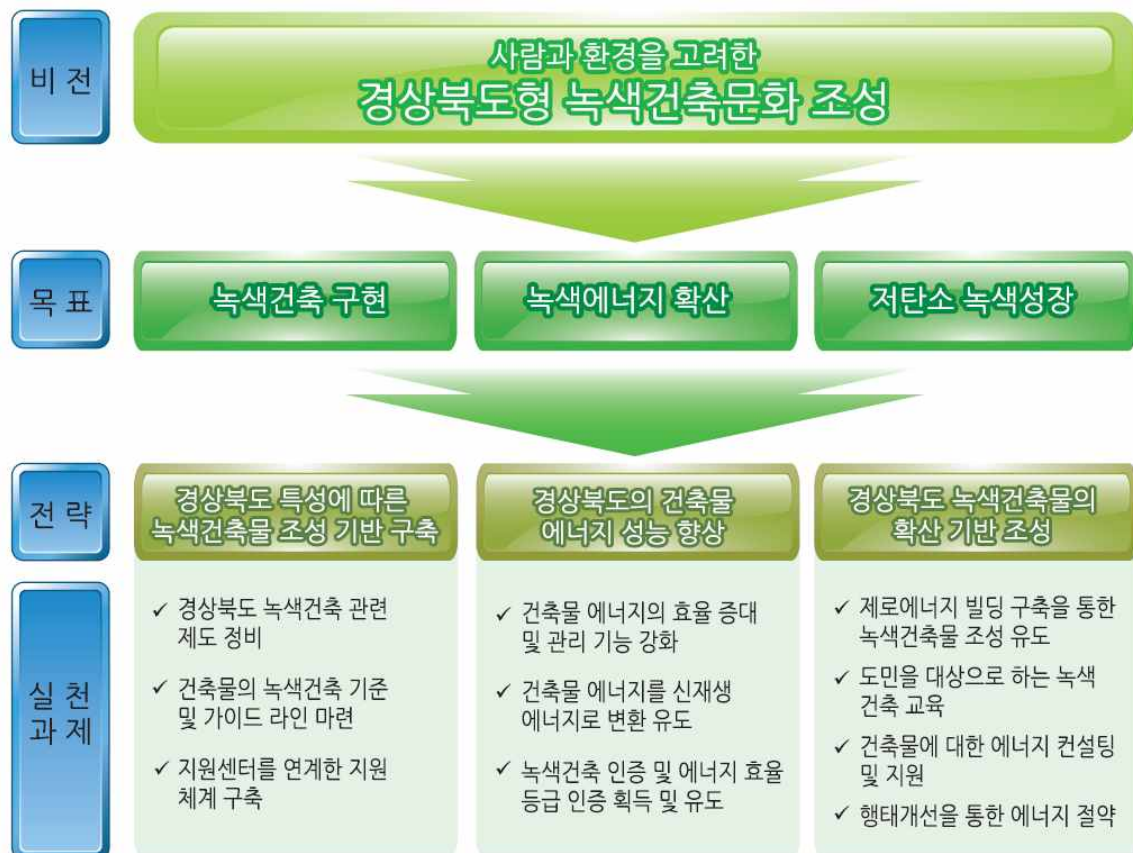 비 전
사람과 환경을 고려한
경상북도형 녹색건축문화 조성
목 표
녹색건축 구현
녹색에너지 확산
저탄소 녹색성장
전 략
경상북도 특성에 따른
녹색건축물 조성 기반 구축
경상북도의 건축물
에너지 성능 향상
경상북도 녹색건축물의
확산 기반 조성
실 천
과 제
✓ 경상북도 녹색건축 관련
제도 정비
✓ 건축물의 녹색건축 기준
및 가이드 라인 마련
✓ 지원센터를 연계한 지원
체계 구축
✓ 건축물 에너지의 효율 증대
및 관리 기능 강화
✓ 건축물 에너지를 신재생
에너지로 변환 유도
✓ 녹색건축 인증 및 에너지 효율
등급 인증 획득 및 유도
✓ 제로에너지 빌딩 구축을 통한
녹색건축물 조성 유도
✓ 도민을 대상으로 하는 녹색
건축 교육
✓ 건축물에 대한 에너지 컨설팅
및 지원
✓ 행태개선을 통한 에너지 절약